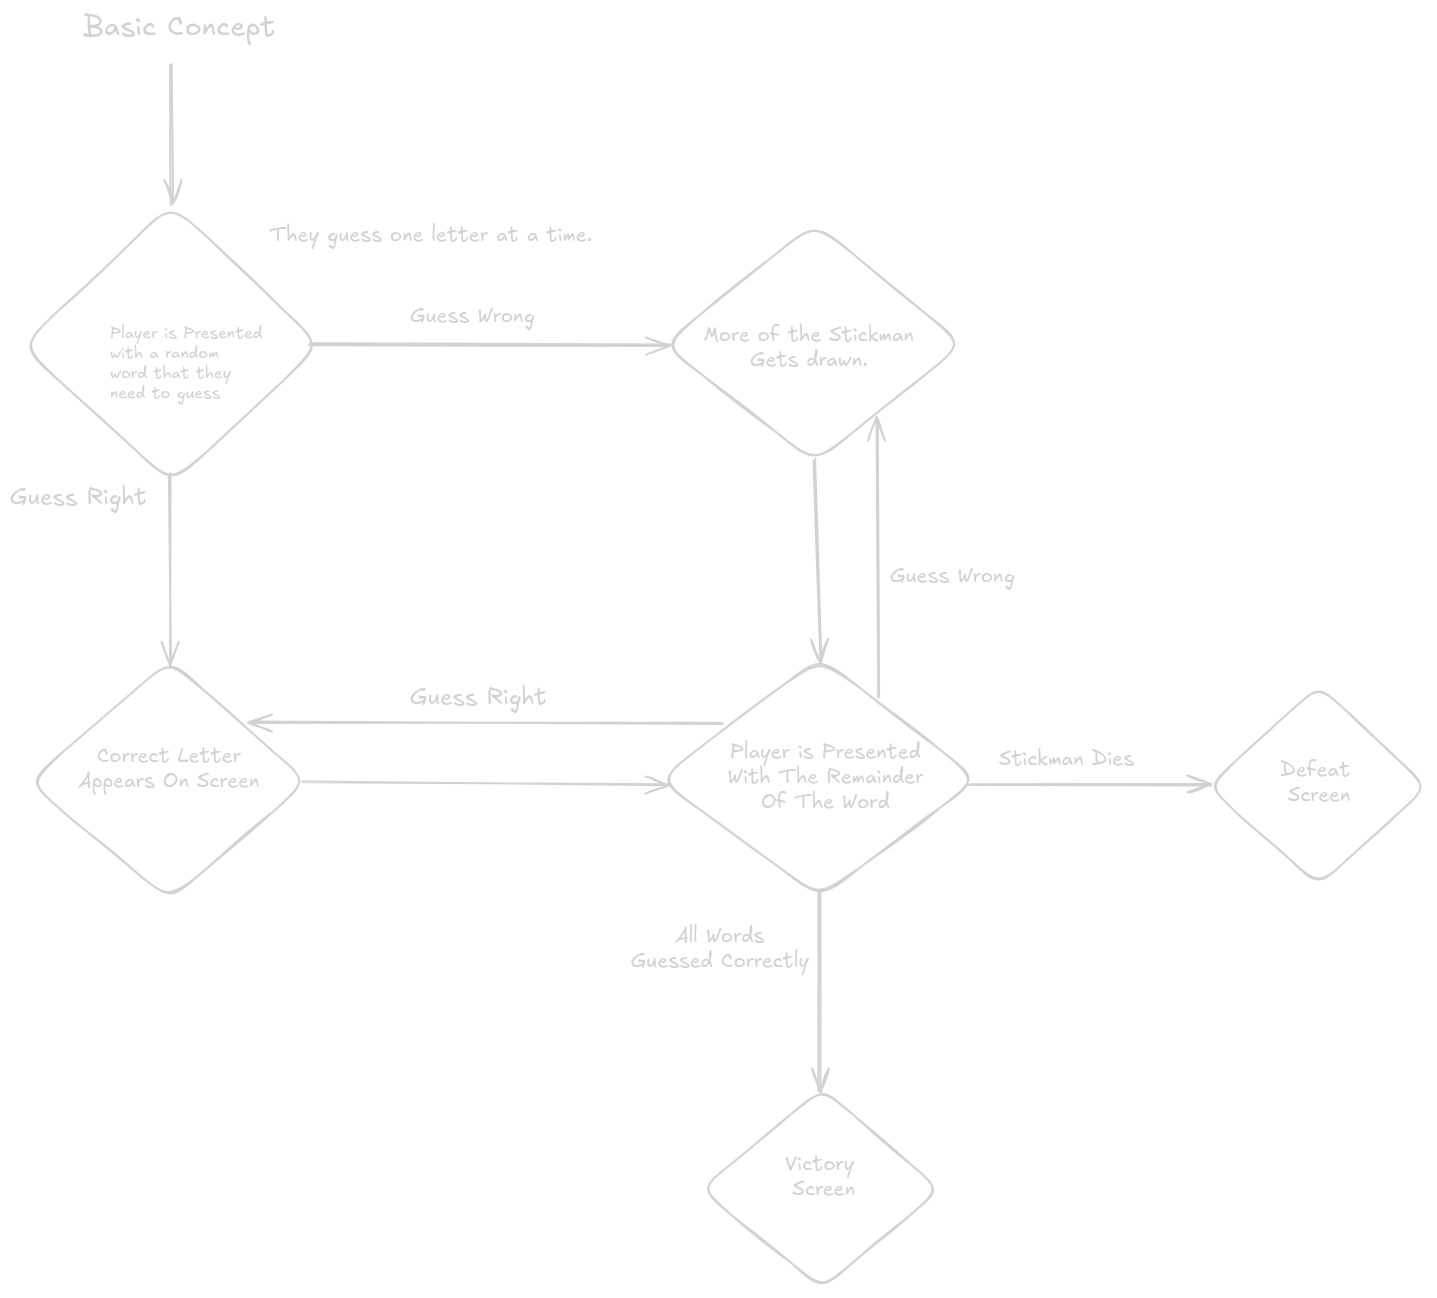 Basic Concept
They guess one letter at a time.
Guess Wrong
Player is Presented
with a random
word that they
need to guess
More of the Stickman
Gets drawn.
Guess Right
Guess Wrong
Guess Right
Correct Letter
Appears On Screen
Player is Presented
With The Remainder
Of The Word
Stickman Dies
Defeat
Screen
All Words
Guessed Correctly
Victory
Screen